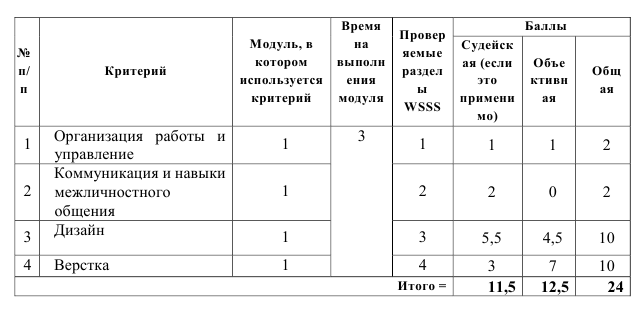 № п/п Критерий Модуль, в котором используется критерий Время на выполнения модуля Проверяемые разделы WSSS Баллы
Судейская (если это применимо) Объективная Общая
1 Организация работы и управление 1 3 1 1 1 2
2 Коммуникация и навыки межличностного общения 1 2 2 0 2
3 Дизайн 1 3 5,5 4,5 10
4 Верстка 1 4 3 7 10
Итого = 11,5 12,5 24